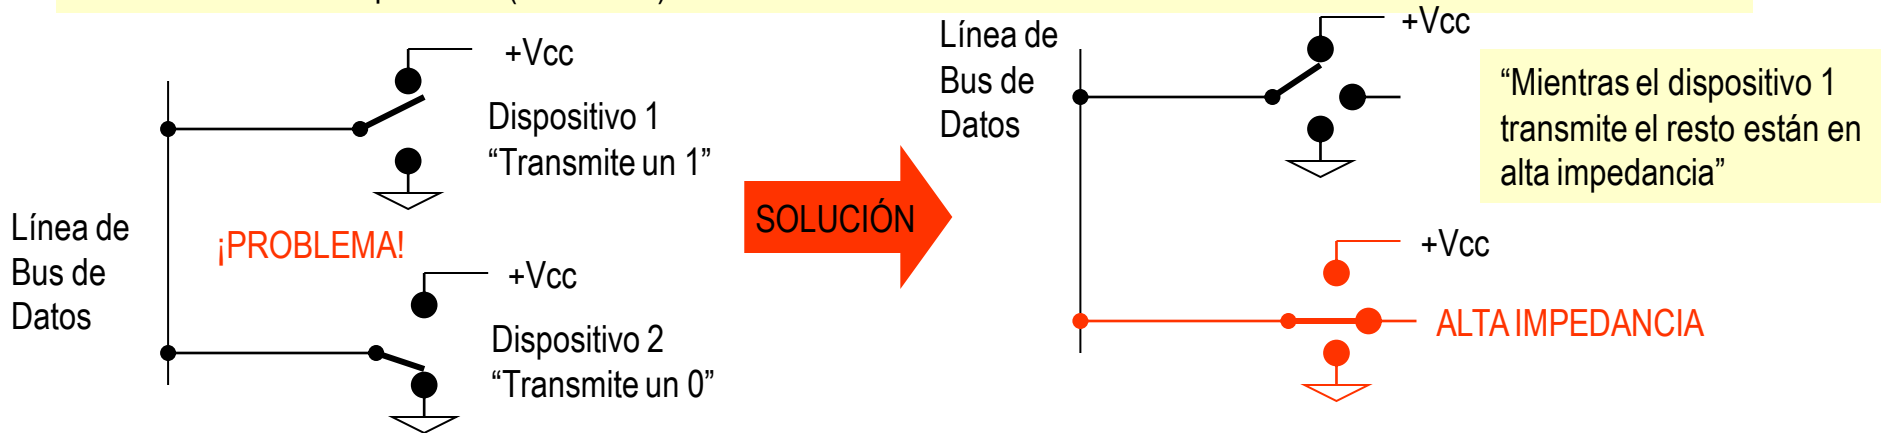 +Vcc
Dispositivo 1
“Transmite un 1”
Línea de
Bus de
Datos
¡PROBLEMA!
+Vcc
Dispositivo 2
“Transmite un 0”
SOLUCIÓN
Línea de
Bus de
Datos
+Vcc
“Mientras el dispositivo 1
transmite el resto están en
alta impedancia”
+Vcc
ALTA IMPEDANCIA